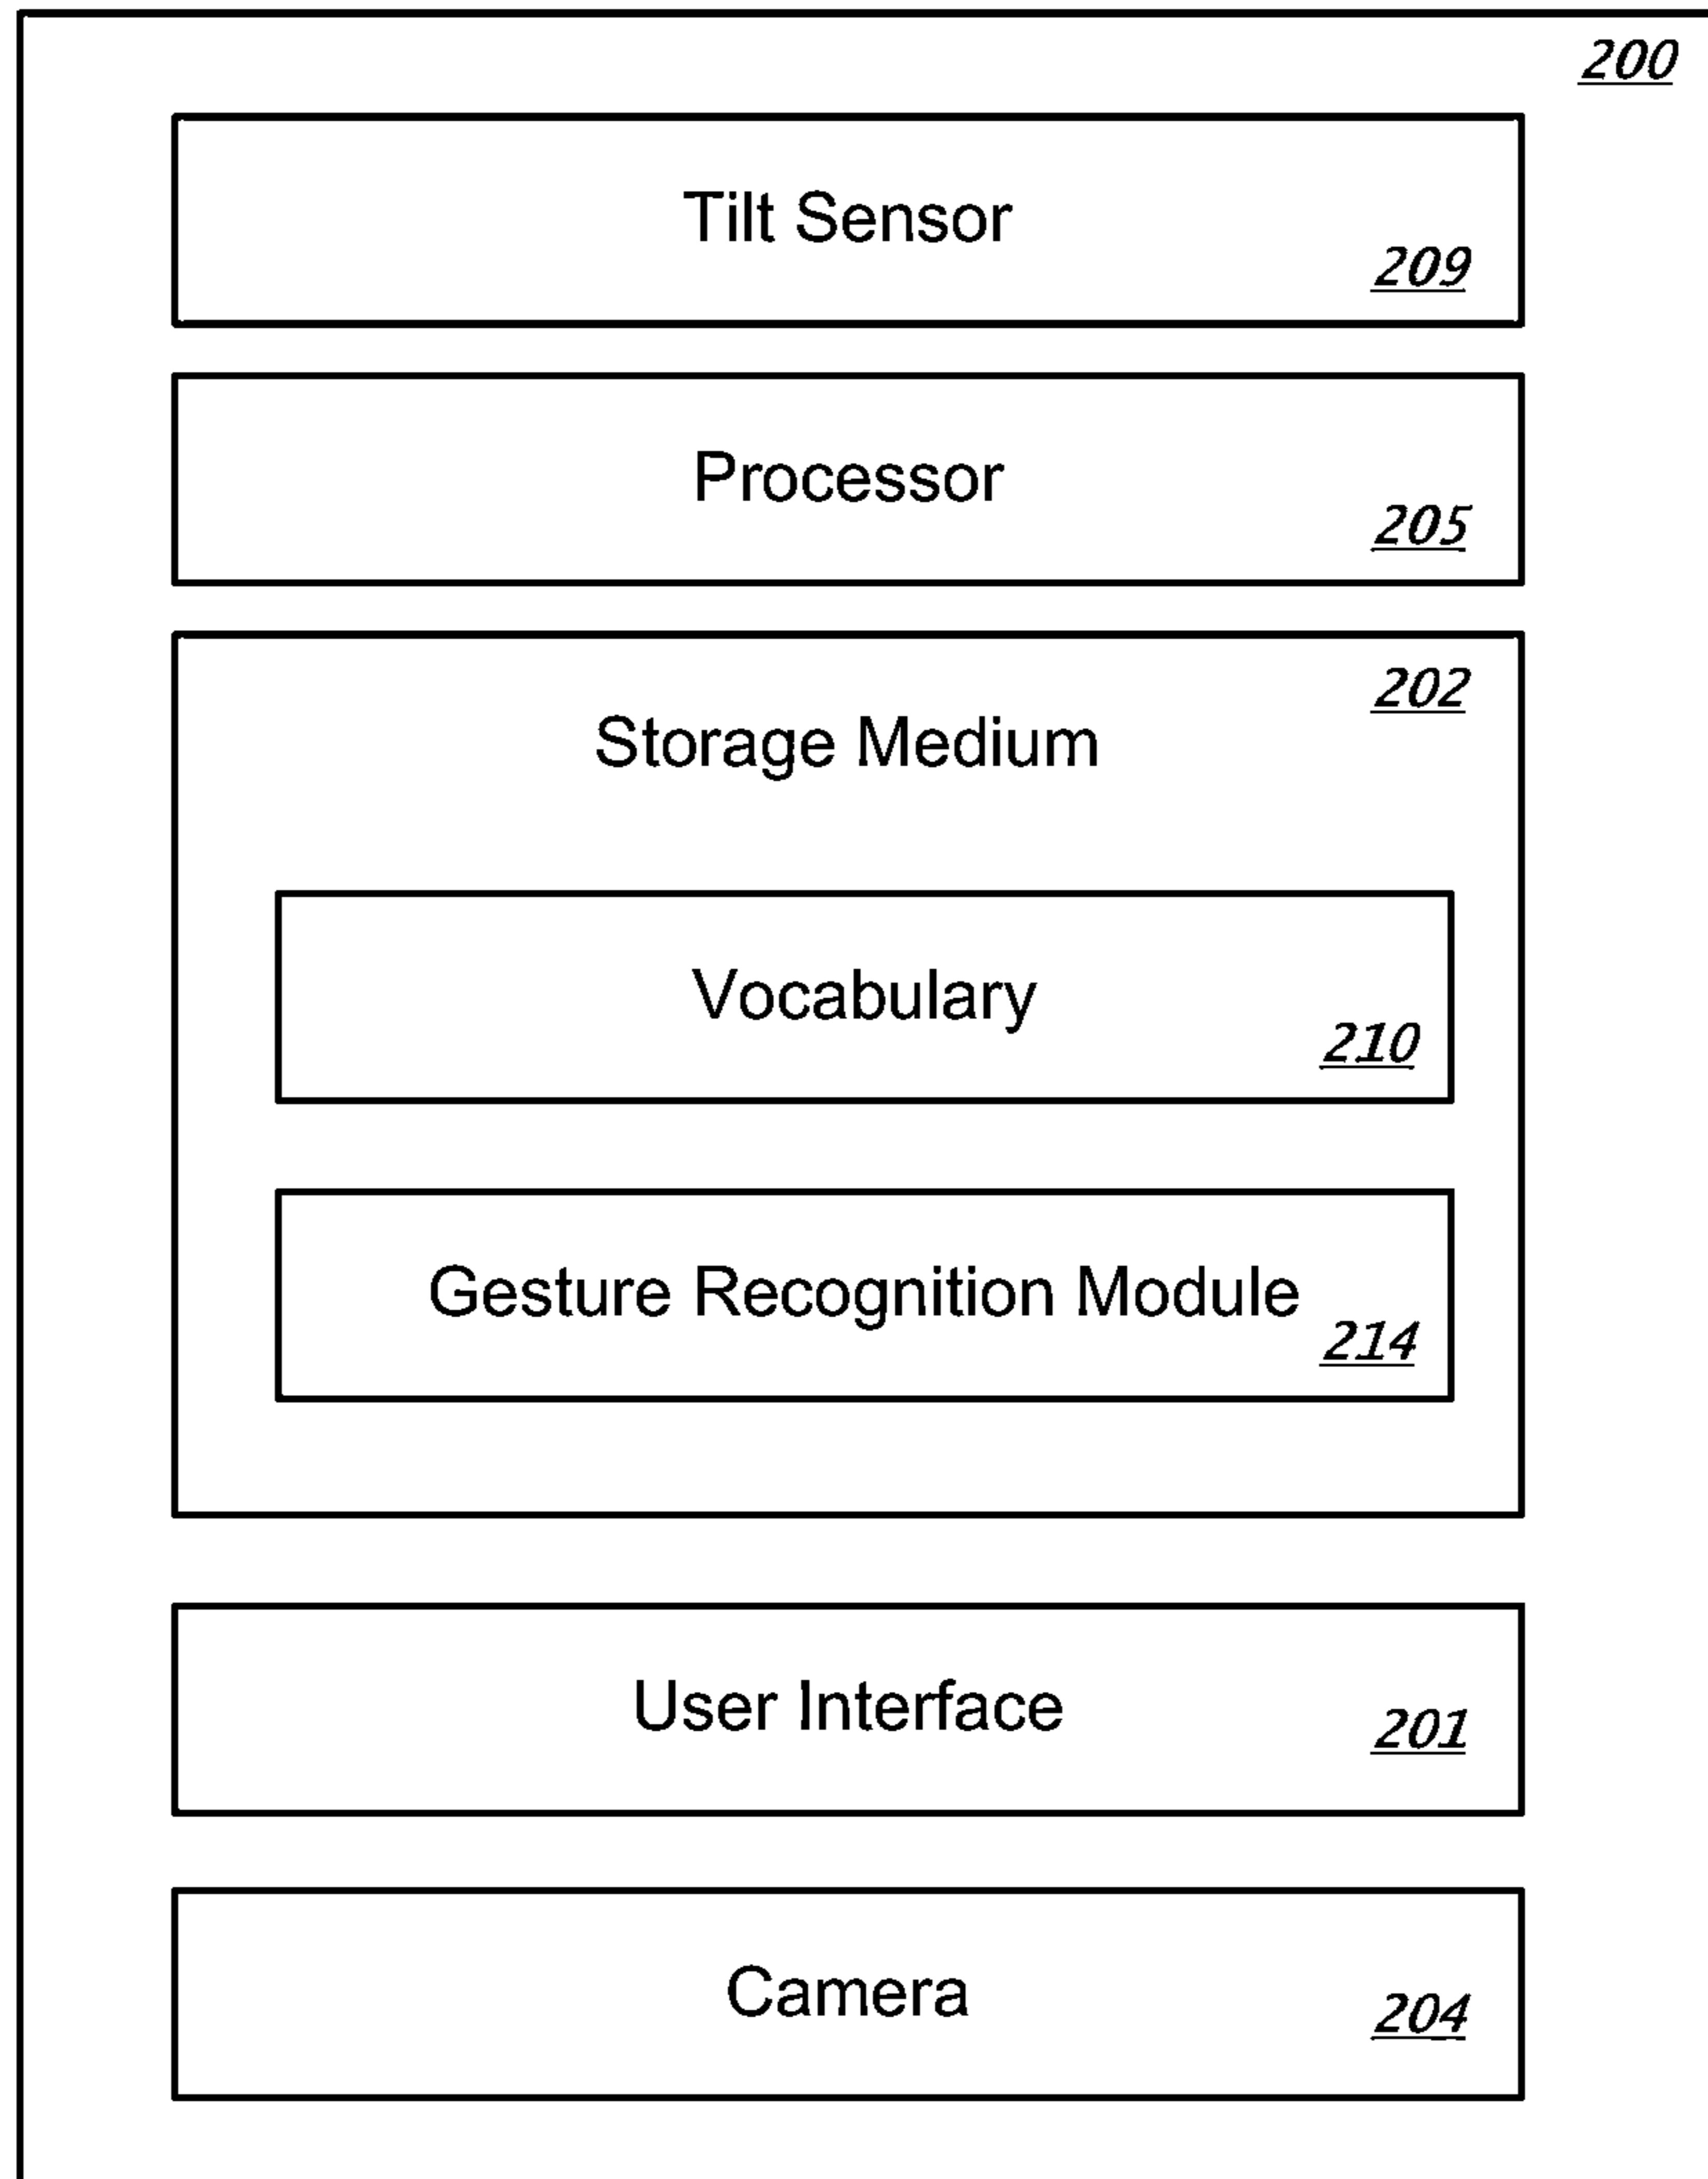 200
Tilt Sensor
209
Processor
205
202
Storage Medium
Vocabulary
210
Gesture Recognition Module
214
User Interface
201
Camera
204